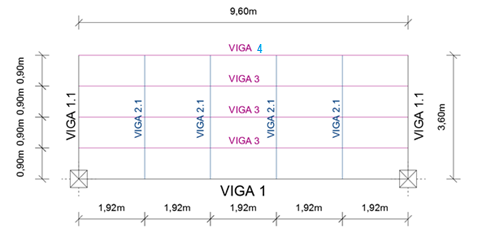 9,60m
VIGA 4
VIGA 3
VIGA 3
VIGA 3
VIGA 1.1
VIGA 2.1
VIGA 2.1
VIGA 2.1
VIGA 2.1
VIGA 1.1
0,90m
0,90m
0,90m
0,90m
3,60m
VIGA 1
1,92m
1,92m
1,92m
1,92m
1,92m